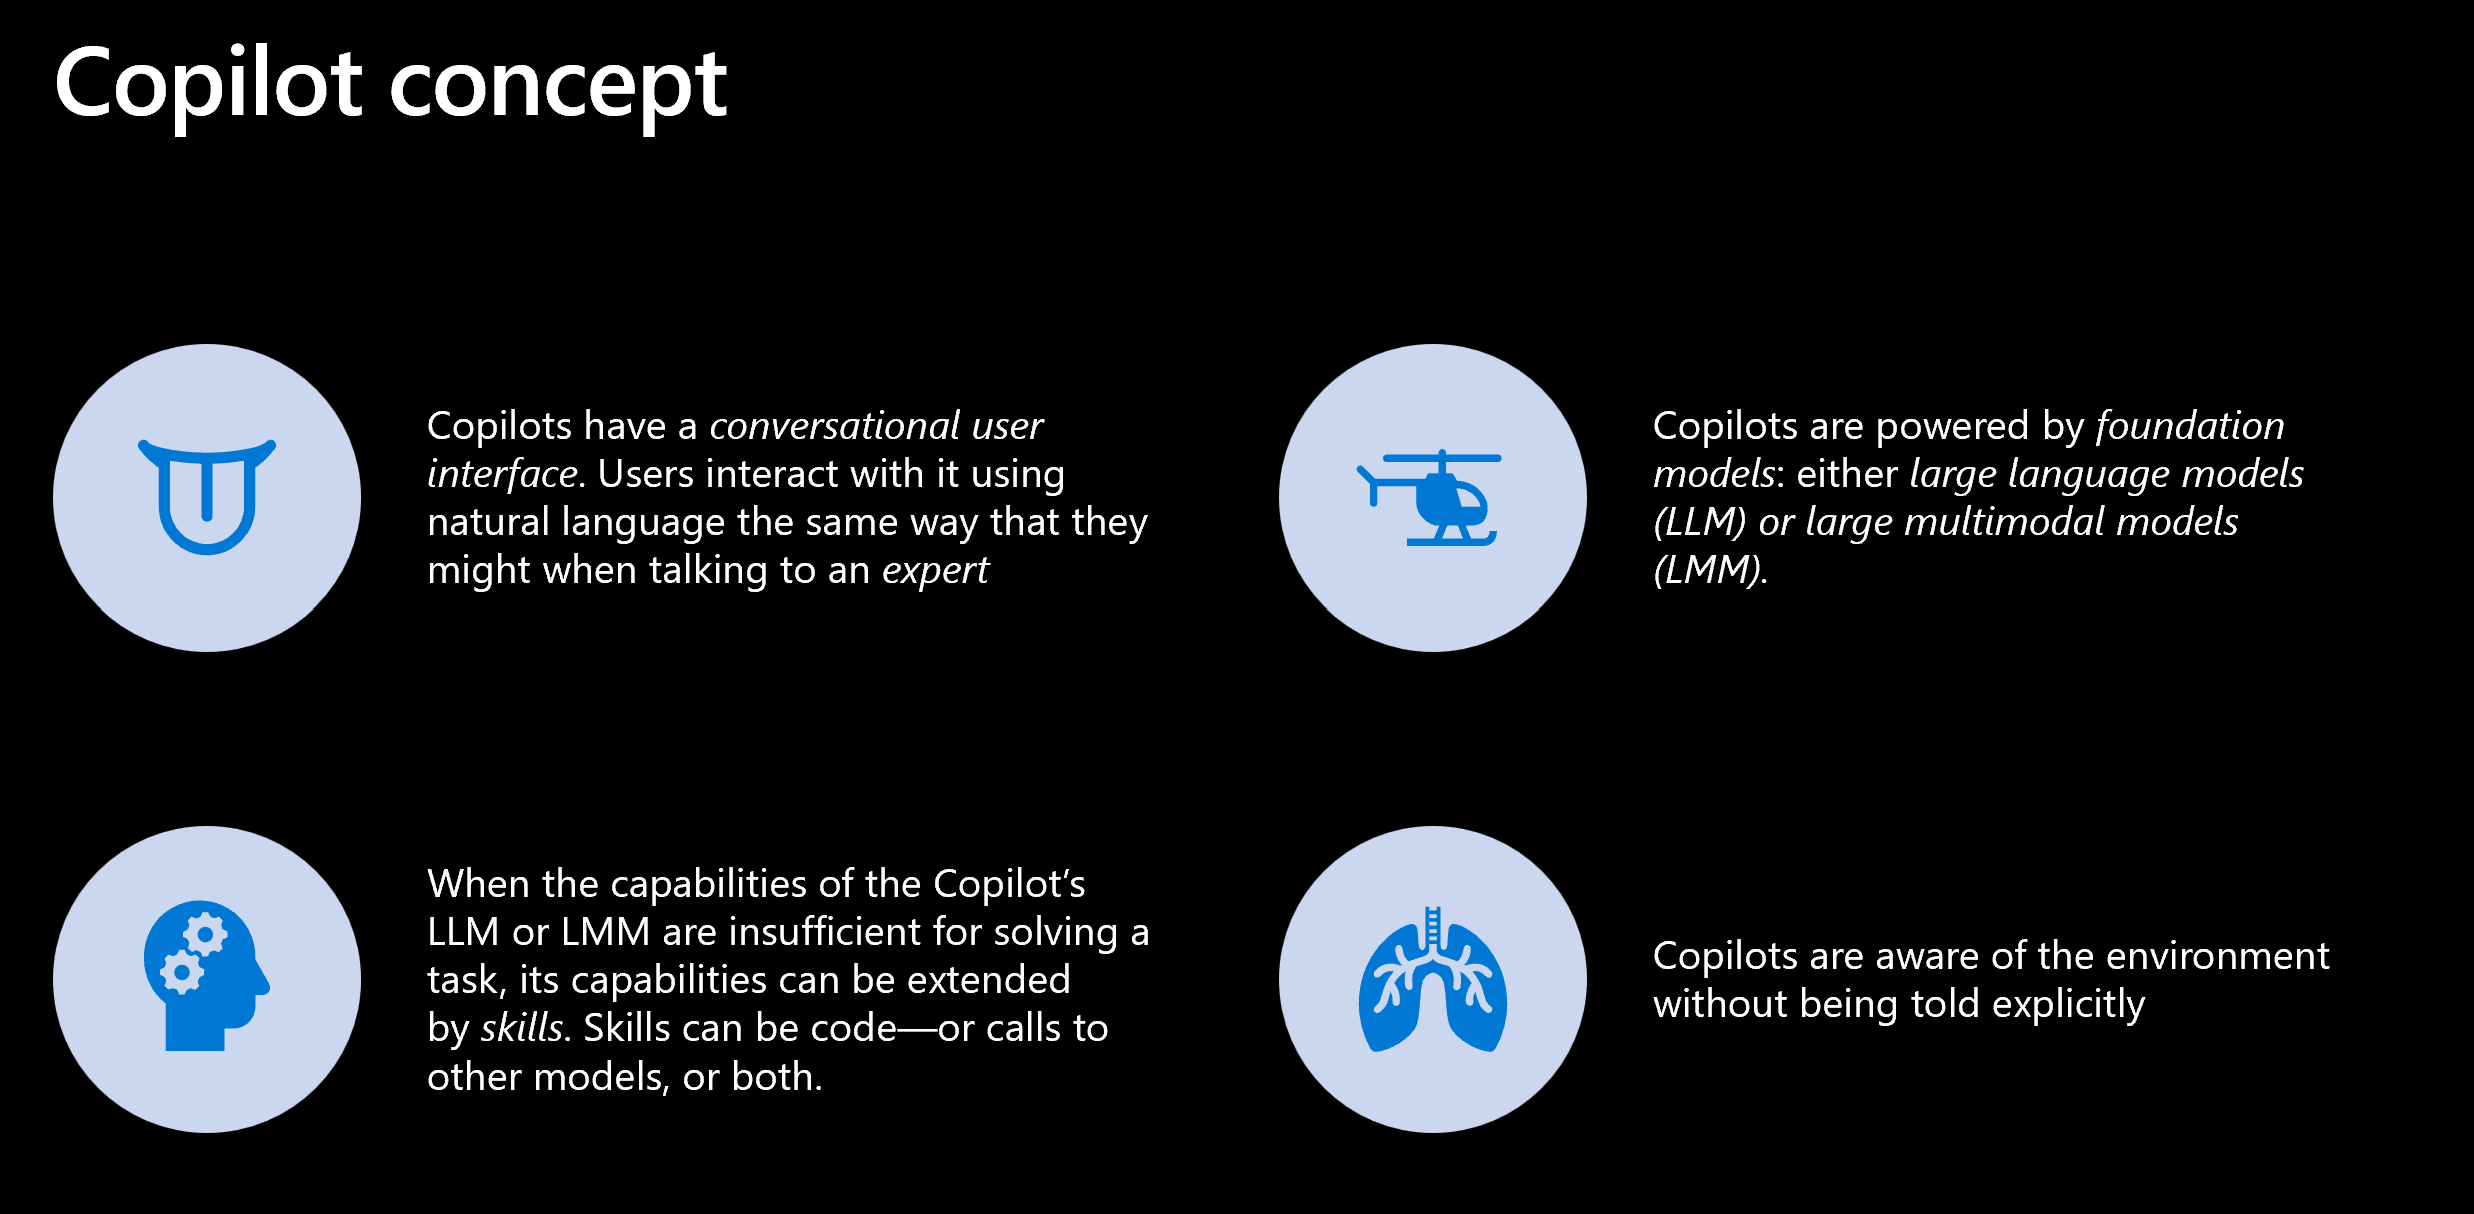 Copilot concept
Copilots have a conversational user
interface. Users interact with it using
natural language the same way that they
might when talking to an expert
Copilots are powered by foundation
models: either large language models
(LLM) or large multimodal models
(LMM).
When the capabilities of the Copilot’s
LLM or LMM are insufficient for solving a
task, its capabilities can be extended
by skills. Skills can be code—or calls to
other models, or both.
Copilots are aware of the environment
without being told explicitly